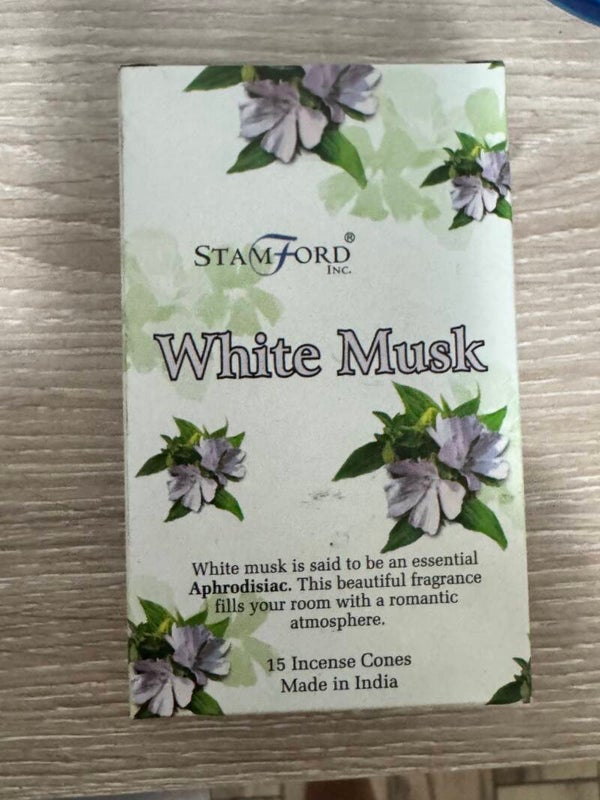 STAMFORD®
INC.
White Musk
White musk is said to be an essential
Aphrodisiac. This beautiful fragrance
fills your room with a romantic
atmosphere.
15 Incense Cones
Made in India